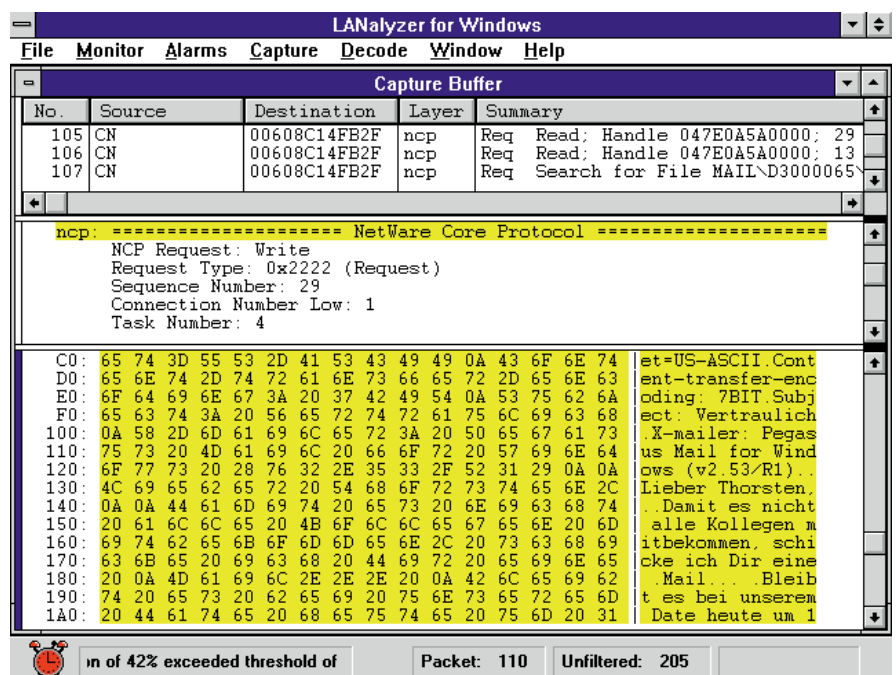 LANalyzer for Windows
File Monitor Alarms Capture Decode Window Help
Capture Buffer
No. Source Destination Layer Summary
105 CN 00608C14FB2F ncp Req Read; Handle 047E0A5A0000; 29
106 CN 00608C14FB2F ncp Req Read; Handle 047E0A5A0000; 13
107 CN 00608C14FB2F ncp Req Search for File MAIL\D3000065\
ncp: ===================== NetWare Core Protocol =====================
NCP Request: Write
Request Type: 0x2222 (Request)
Sequence Number: 29
Connection Number Low: 1
Task Number: 4
C0: 65 74 3D 55 53 2D 41 53 43 49 49 0A 43 6F 6E 74 et=US-ASCII.Cont
D0: 65 6E 74 2D 74 72 61 6E 73 66 65 72 2D 65 6E 63 ent-transfer-enc
E0: 6F 64 69 6E 67 3A 20 37 42 49 54 0A 53 75 62 6A oding: 7BIT.Subj
F0: 65 63 74 3A 20 56 65 72 74 72 61 75 6C 69 63 68 ect: Vertraulich
100: 0A 58 2D 6D 61 69 6C 65 72 3A 20 50 65 67 61 73 .X-mailer: Pegas
110: 75 73 20 4D 61 69 6C 20 66 6F 72 20 57 69 6E 64 us Mail for Wind
120: 6F 77 73 20 28 76 32 2E 35 33 2F 52 31 29 0A 0A ows (v2.53/R1)..
130: 4C 69 65 62 65 72 20 54 68 6F 72 73 74 65 6E 2C Lieber Thorsten,
140: 0A 0A 44 61 6D 69 74 20 65 73 20 6E 69 63 68 74 ..Damit es nicht
150: 20 61 6C 6C 65 20 4B 6F 6C 6C 65 67 65 6E 20 6D alle Kollegen m
160: 69 74 62 65 6B 6F 6D 6D 65 6E 2C 20 73 63 68 69 itbekommen, schi
170: 63 6B 65 20 69 63 68 20 44 69 72 20 65 69 6E 65 cke ich Dir eine
180: 20 0A 4D 61 69 6C 2E 2E 2E 20 0A 42 6C 65 69 62 .Mail... .Bleib
190: 74 20 65 73 20 62 65 69 20 75 6E 73 65 72 65 6D t es bei unserem
1A0: 20 44 61 74 65 20 68 65 75 74 65 20 75 6D 20 31 Date heute um 1
on of 42% exceeded threshold of Packet: 110 Unfiltered: 205